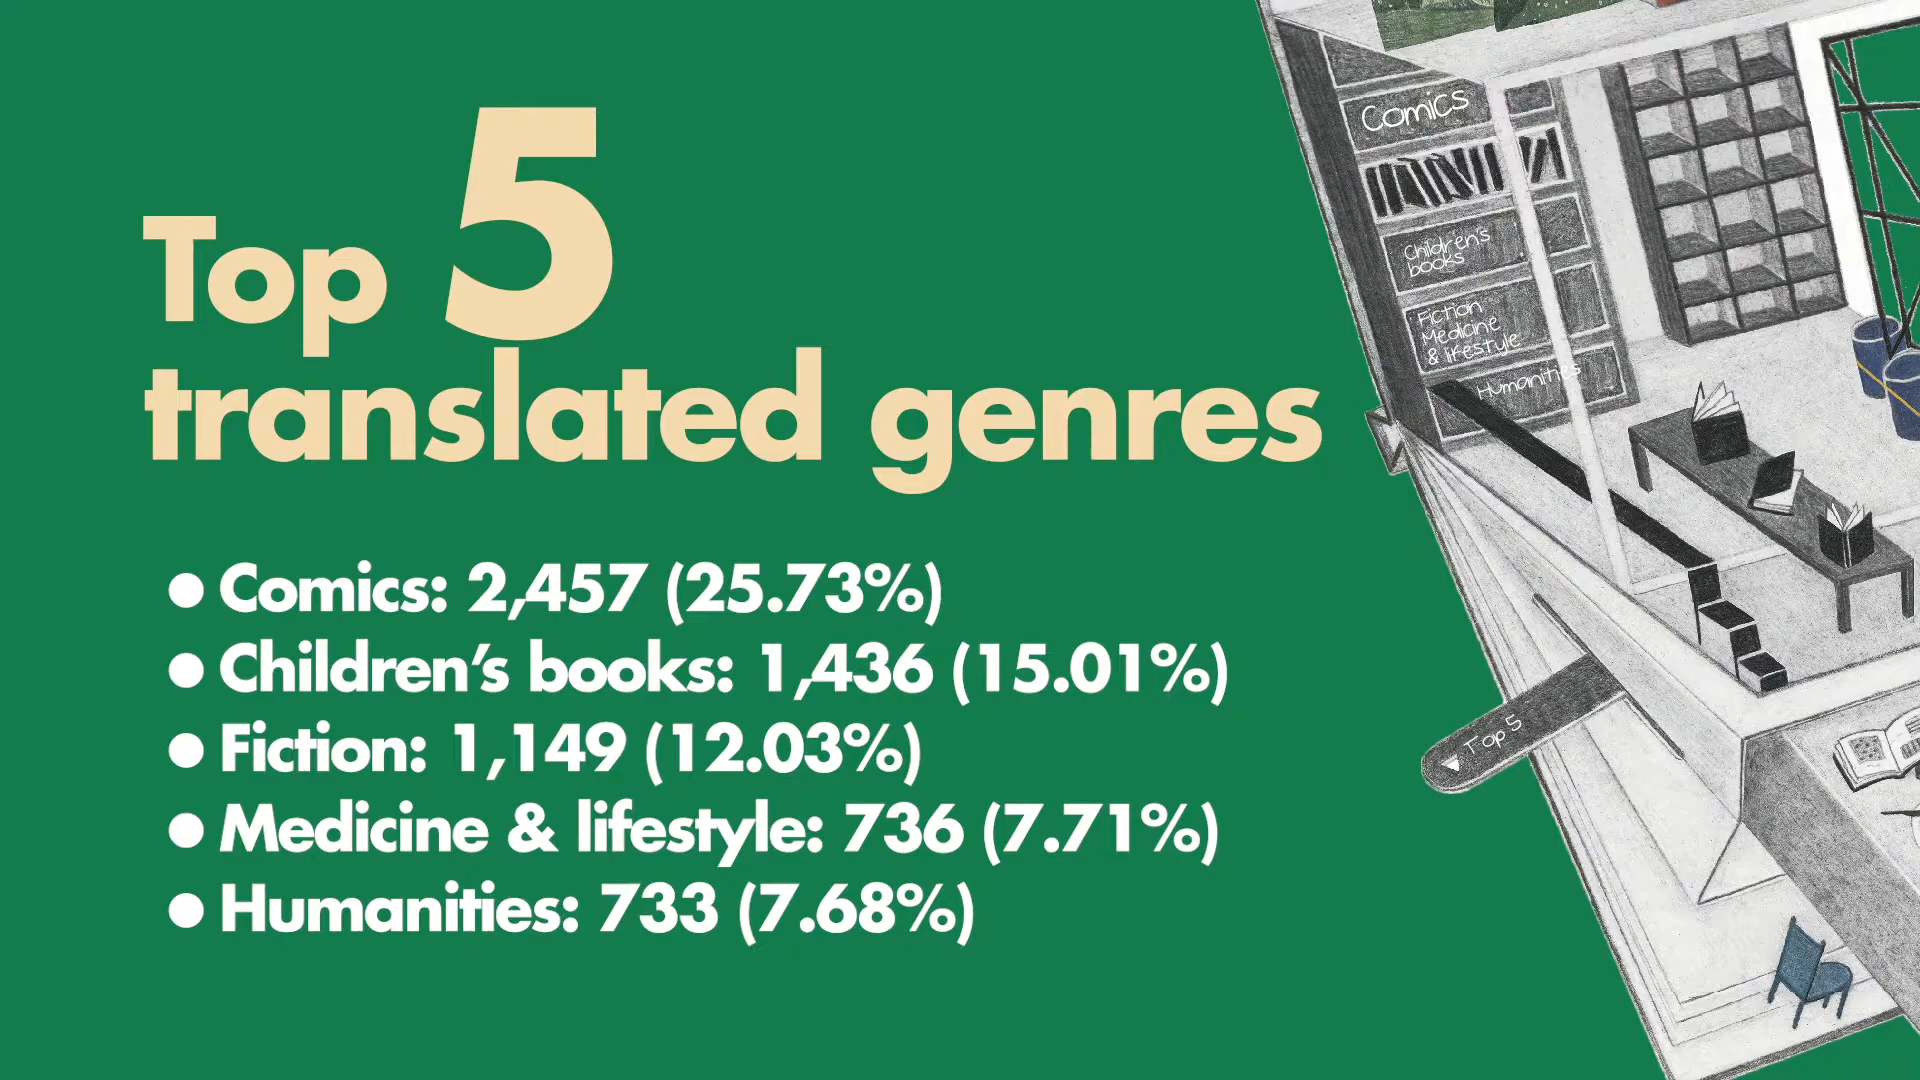 Top 5
translated genres
● Comics: 2,457 (25.73%)
● Children’s books: 1,436 (15.01%)
● Fiction: 1,149 (12.03%)
● Medicine & lifestyle: 736 (7.71%)
● Humanities: 733 (7.68%)
Comics
Children's
books
Fiction
Medicine
& lifestyle
Humanities
Top 5